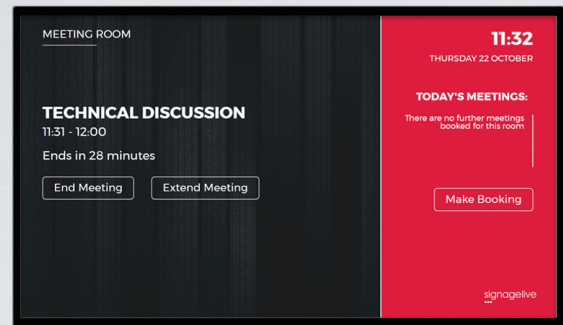 MEETING ROOM
TECHNICAL DISCUSSION
11:31 - 12:00
Ends in 28 minutes
End Meeting
Extend Meeting
11:32
THURSDAY 22 OCTOBER
TODAY'S MEETINGS:
There are no further meetings
booked for this room
Make Booking
signagelive